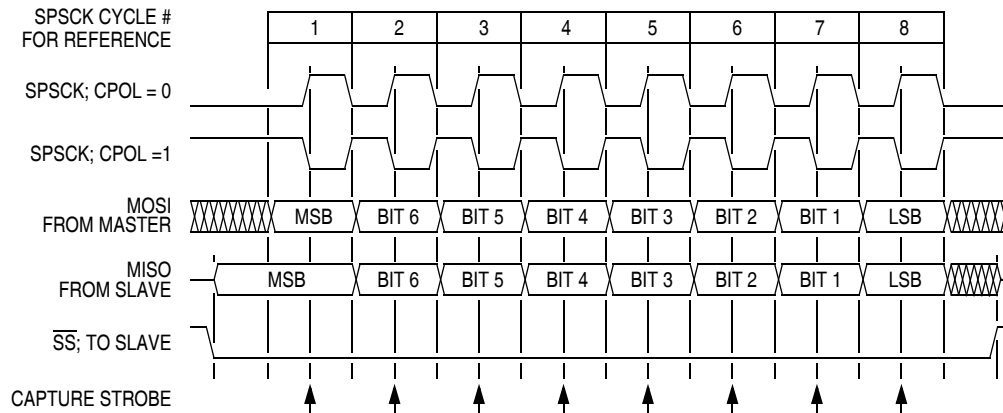 SPSCK CYCLE #
FOR REFERENCE
1 2 3 4 5 6 7 8
SPSCK; CPOL = 0
SPSCK; CPOL =1
MOSI
FROM MASTER
MSB BIT 6 BIT 5 BIT 4 BIT 3 BIT 2 BIT 1 LSB
MISO
FROM SLAVE
MSB BIT 6 BIT 5 BIT 4 BIT 3 BIT 2 BIT 1 LSB
SS; TO SLAVE
CAPTURE STROBE